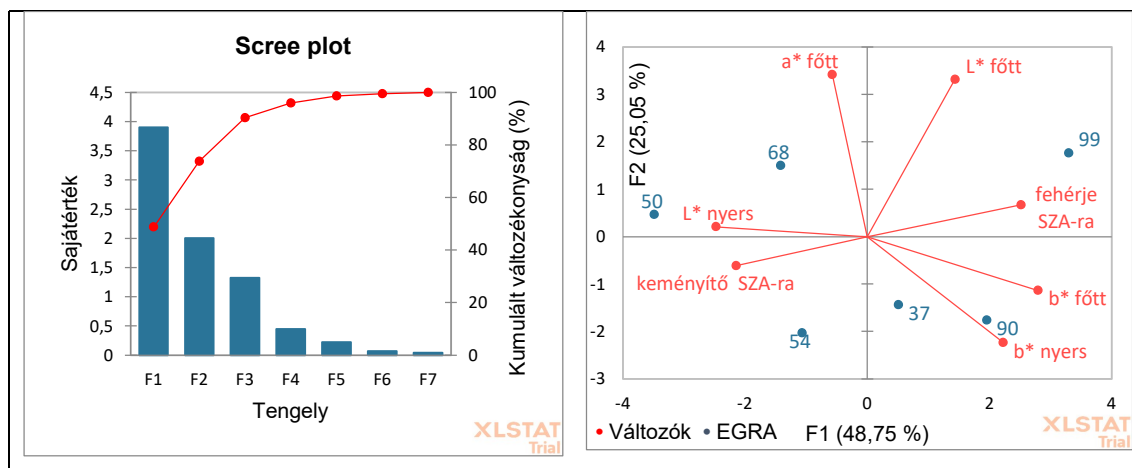 Scree plot
Sajátérték
4,5
4
3,5
3
2,5
2
1,5
1
0,5
0
100
80
60
40
20
0
Kumulált változékonyság (%)
F1 F2 F3 F4 F5 F6 F7
Tengely
XLSTAT
Trial
F2 (25,05 %)
4
3
2
1
0
-1
-2
-3
a* főtt
L* főtt
68
99
50
L* nyers
fehérje
SZA-ra
keményítő SZA-ra
b* főtt
37
90
54
b* nyers
-4 -2 0 2 4
Változók EGRA F1 (48,75 %)
XLSTAT
Trial